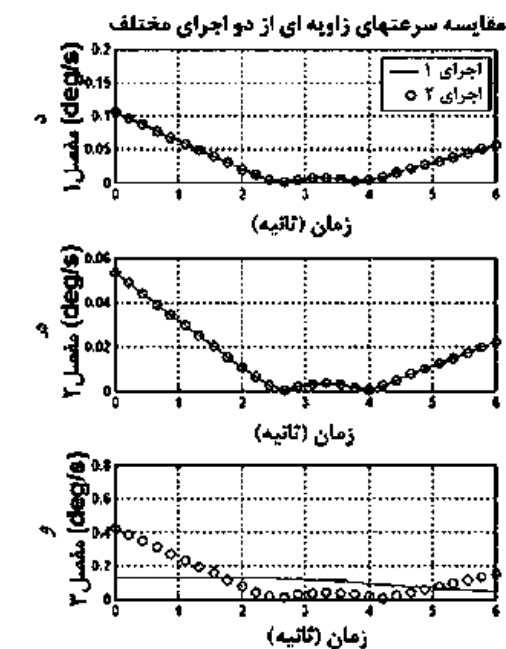 مقایسه سرعتهای زاویه ای از دو اجرای مختلف
د
مفصل۱ (deg/s)
0.2
0.15
0.1
0.05
0
اجرای ۱
اجرای ۲
0 1 2 3 4 5 6
زمان (ثانیه)
ه
مفصل۲ (deg/s)
0.06
0.04
0.02
0
0 1 2 3 4 5 6
زمان (ثانیه)
و
مفصل۳ (deg/s)
0.8
0.6
0.4
0.2
0
0 1 2 3 4 5 6
زمان (ثانیه)